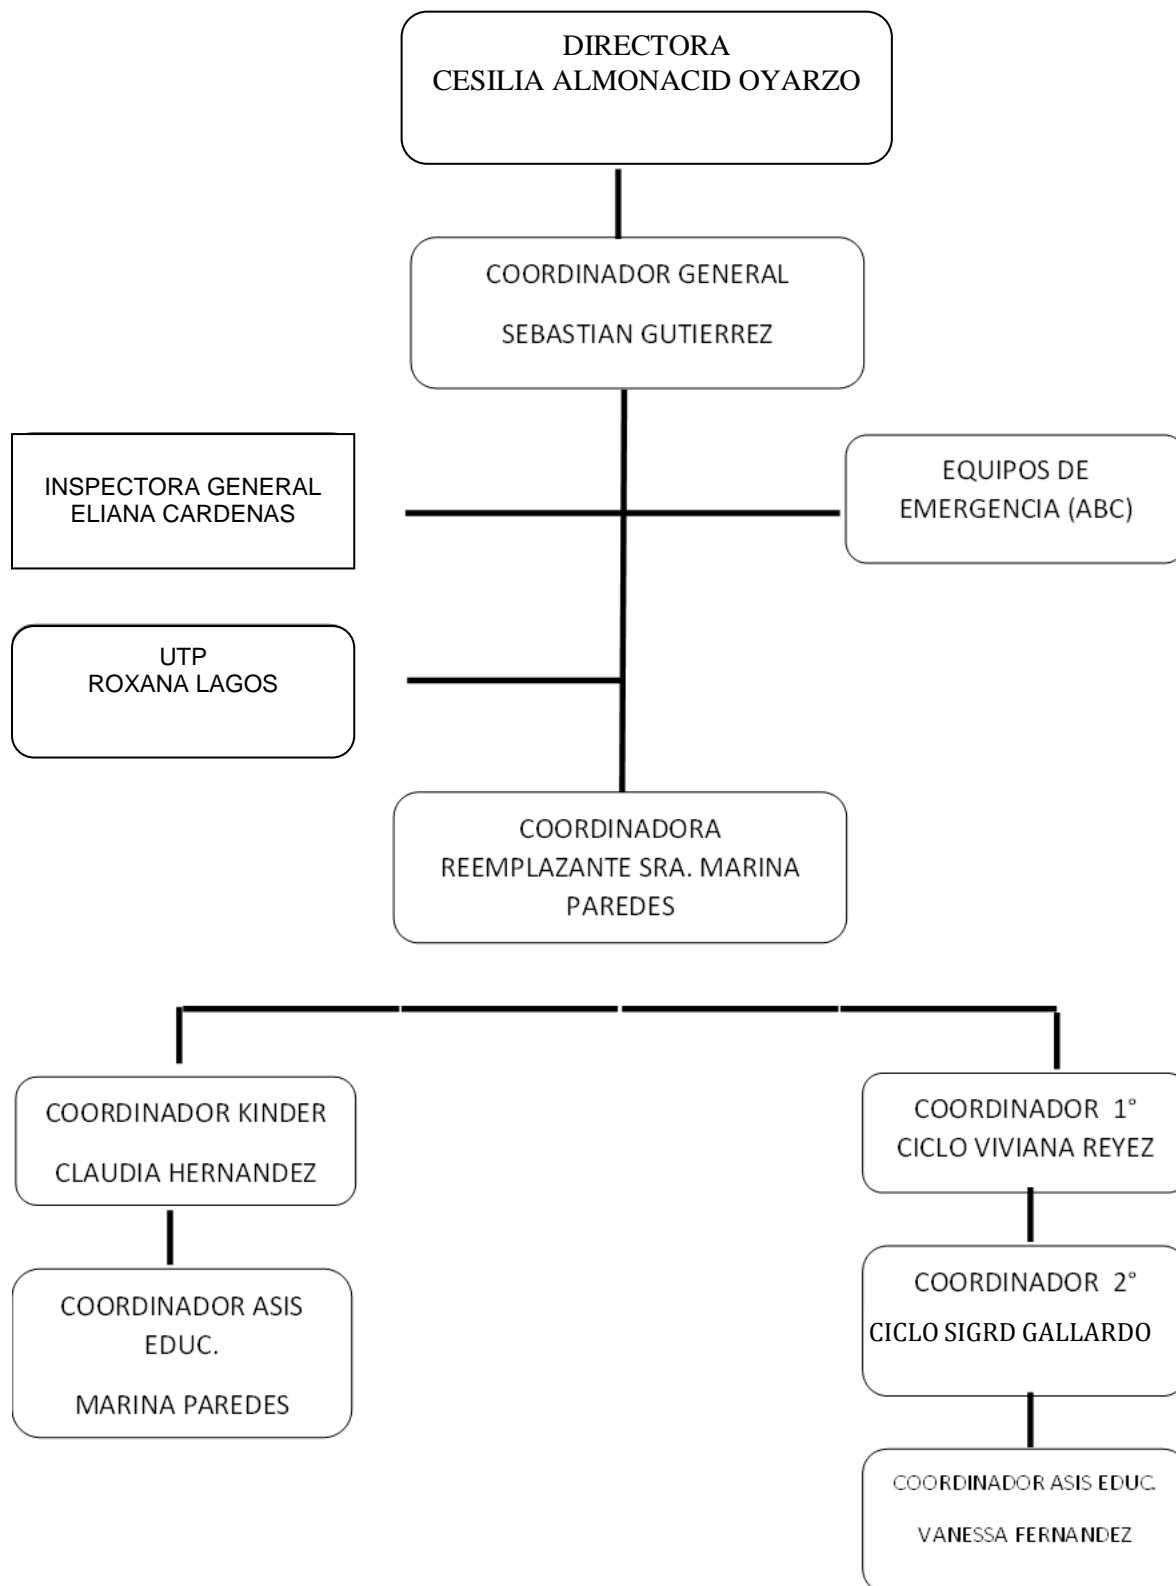 DIRECTORA
CESILIA ALMONACID OYARZO
COORDINADOR GENERAL
SEBASTIAN GUTIERREZ
INSPECTORA GENERAL
ELIANA CARDENAS
EQUIPOS DE
EMERGENCIA (ABC)
UTP
ROXANA LAGOS
COORDINADORA
REEMPLAZANTE SRA. MARINA
PAREDES
COORDINADOR KINDER
CLAUDIA HERNANDEZ
COORDINADOR 1°
CICLO VIVIANA REYEZ
COORDINADOR ASIS
EDUC.
MARINA PAREDES
COORDINADOR 2°
CICLO SIGRD GALLARDO
COORDINADOR ASIS EDUC.
VANESSA FERNANDEZ